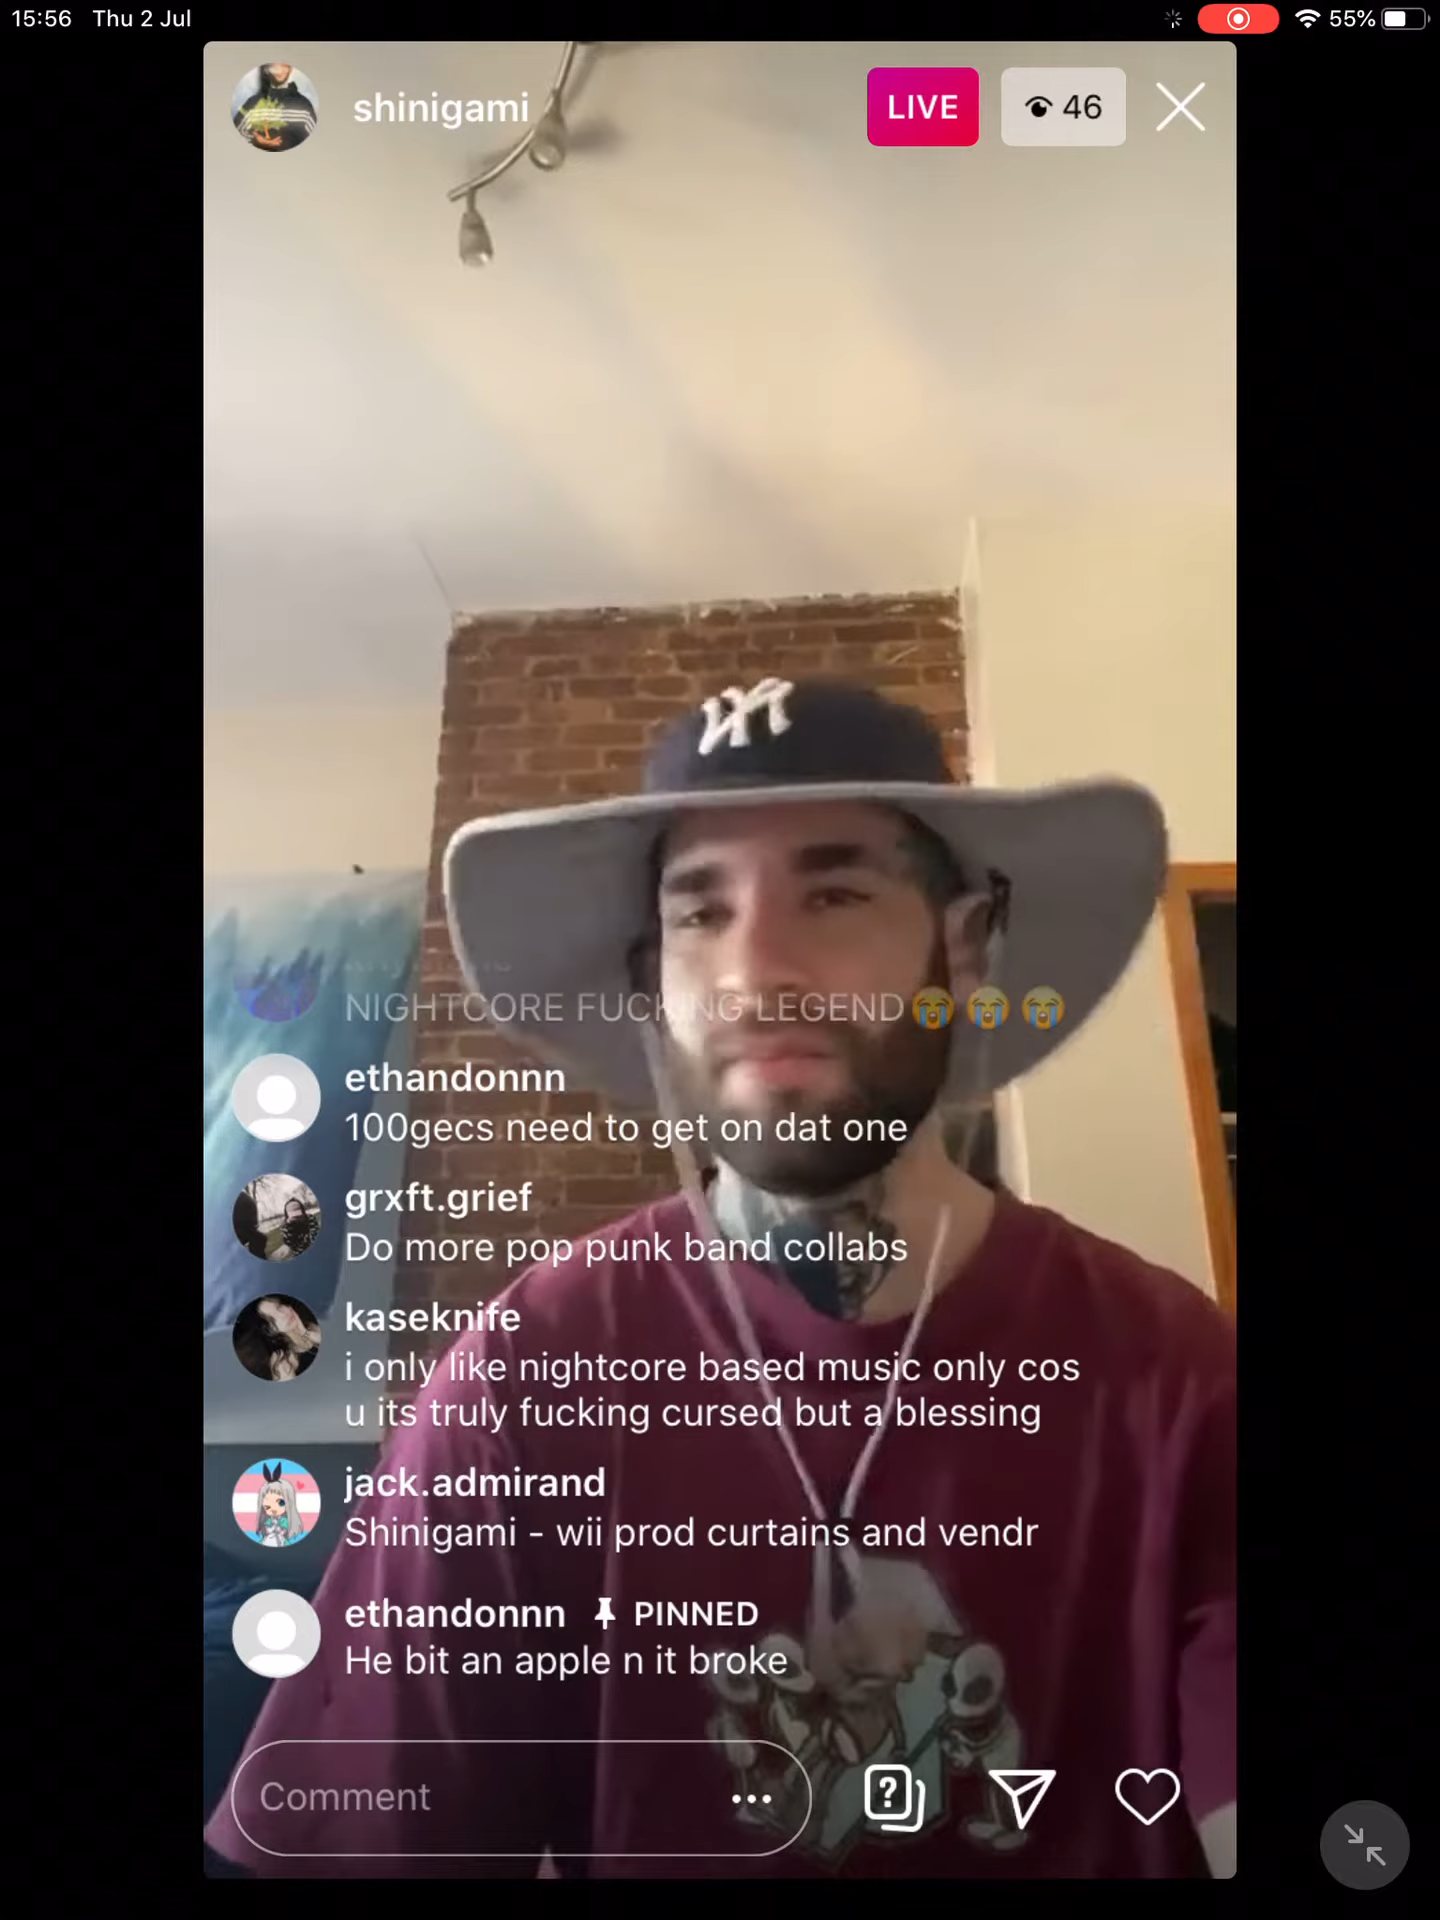 15:56 Thu 2 Jul
55%
shinigami
LIVE
46
NIGHTCORE FUCKING LEGEND😭😭😭
ethandonnn
100gecs need to get on dat one
grxft.grief
Do more pop punk band collabs
kaseknife
i only like nightcore based music only cos
u its truly fucking cursed but a blessing
jack.admirand
Shinigami - wii prod curtains and vendr
ethandonnn PINNED
He bit an apple n it broke
Comment